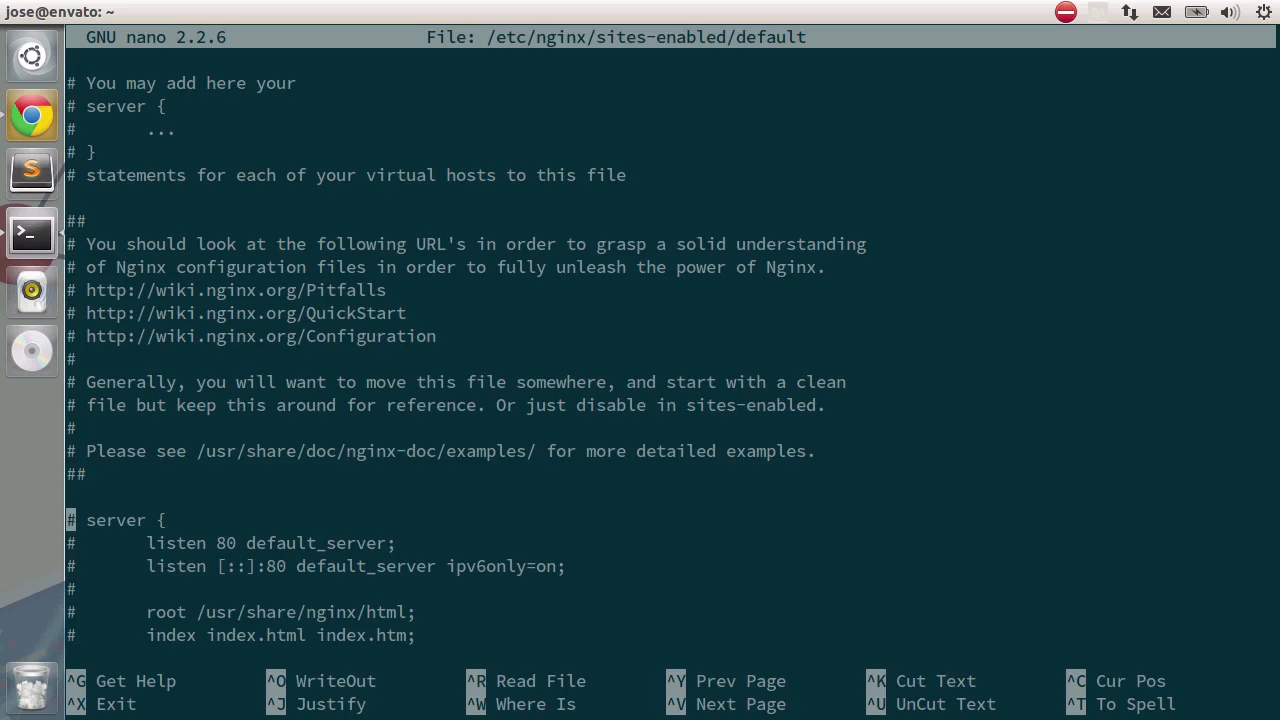 jose@envato: ~
GNU nano 2.2.6 File: /etc/nginx/sites-enabled/default
# You may add here your
# server {
# ...
# }
# statements for each of your virtual hosts to this file
##
# You should look at the following URL's in order to grasp a solid understanding
# of Nginx configuration files in order to fully unleash the power of Nginx.
# http://wiki.nginx.org/Pitfalls
# http://wiki.nginx.org/QuickStart
# http://wiki.nginx.org/Configuration
#
# Generally, you will want to move this file somewhere, and start with a clean
# file but keep this around for reference. Or just disable in sites-enabled.
#
# Please see /usr/share/doc/nginx-doc/examples/ for more detailed examples.
##
# server {
# listen 80 default_server;
# listen [::]:80 default_server ipv6only=on;
#
# root /usr/share/nginx/html;
# index index.html index.htm;
^G Get Help ^O WriteOut ^R Read File ^Y Prev Page ^K Cut Text ^C Cur Pos
^X Exit ^J Justify ^W Where Is ^V Next Page ^U UnCut Text ^T To Spell